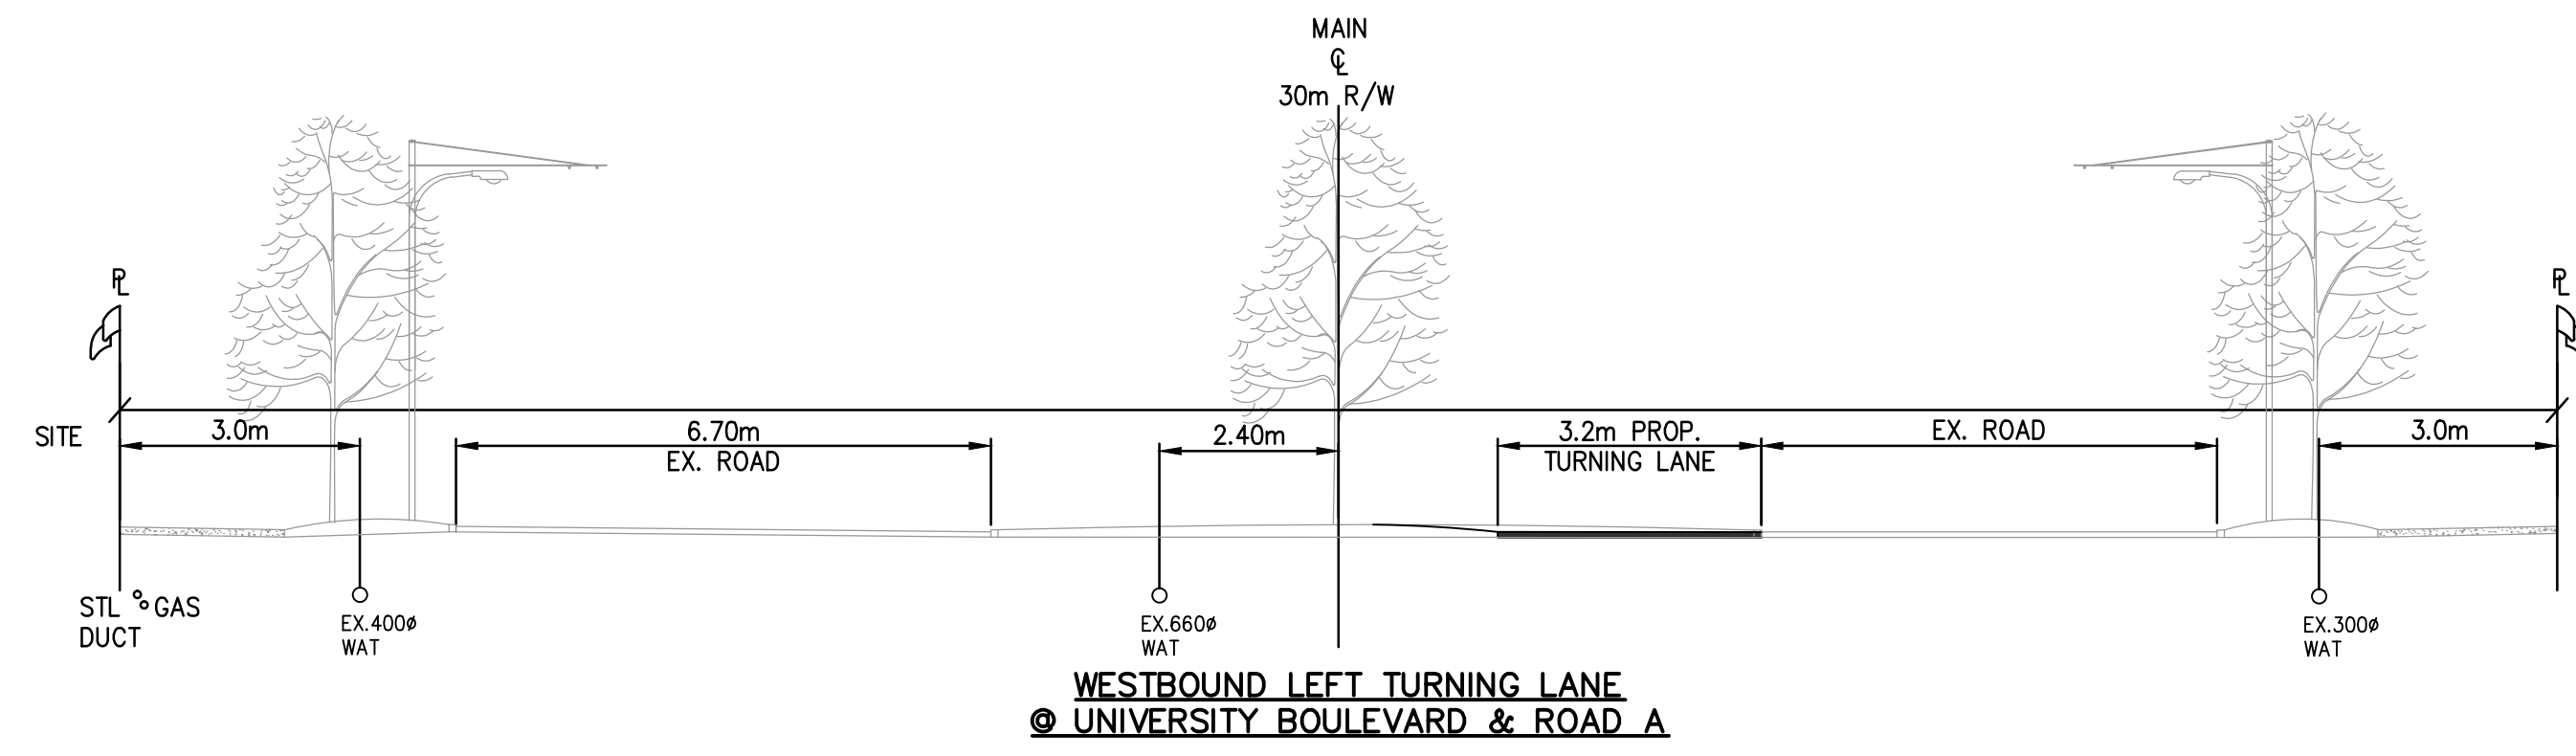 MAIN
℄
30m R/W
PL
PL
SITE
3.0m
6.70m
EX. ROAD
2.40m
3.2m PROP.
TURNING LANE
EX. ROAD
3.0m
STL GAS
DUCT
EX.400ø
WAT
EX.660ø
WAT
EX.300ø
WAT
WESTBOUND LEFT TURNING LANE
@ UNIVERSITY BOULEVARD & ROAD A